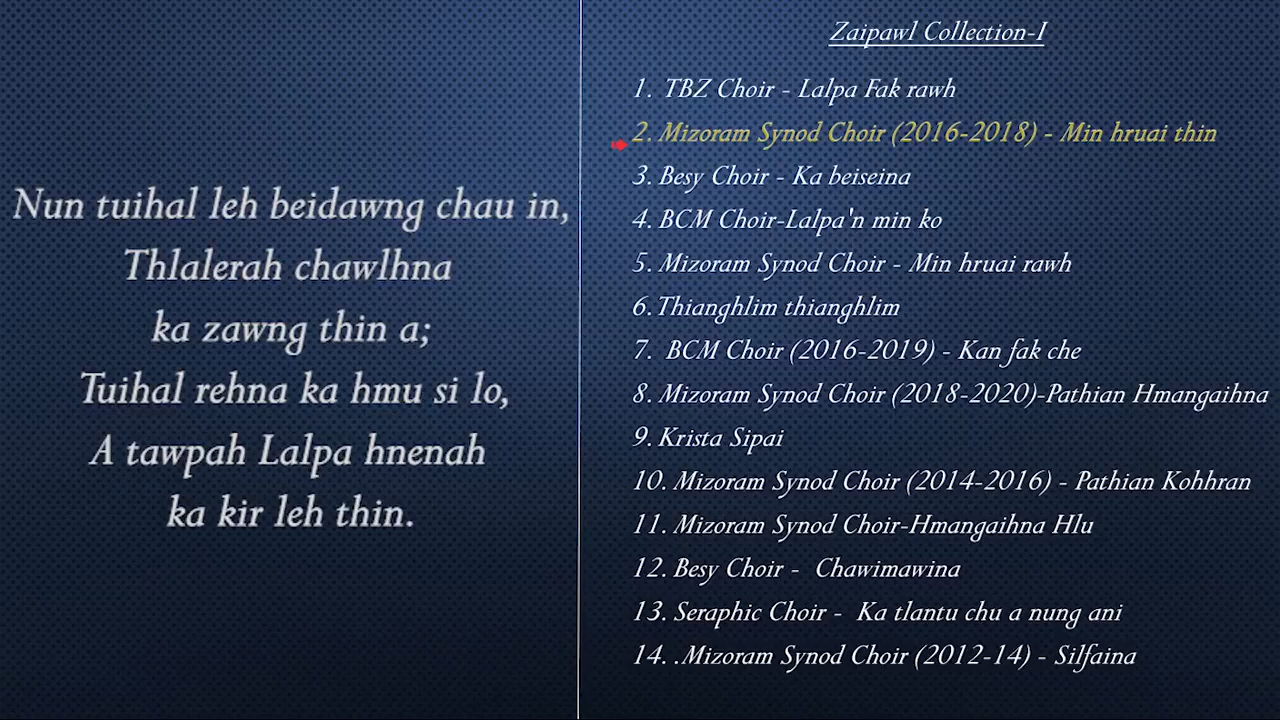 Nun tuihal leh beidawng chau in,
Thlalerah chawlhna
ka zawng thin a;
Tuihal rehna ka hmu si lo,
A tawpah Lalpa hnenah
ka kir leh thin.
Zaipawl Collection-I
1. TBZ Choir - Lalpa Fak rawh
2. Mizoram Synod Choir (2016-2018) - Min hruai thin
3. Besy Choir - Ka beiseina
4. BCM Choir-Lalpa'n min ko
5. Mizoram Synod Choir - Min hruai rawh
6. Thianghlim thianghlim
7. BCM Choir (2016-2019) - Kan fak che
8. Mizoram Synod Choir (2018-2020)-Pathian Hmangaihna
9. Krista Sipai
10. Mizoram Synod Choir (2014-2016) - Pathian Kohhran
11. Mizoram Synod Choir-Hmangaihna Hlu
12. Besy Choir - Chawimawina
13. Seraphic Choir - Ka tlantu chu a nung ani
14. .Mizoram Synod Choir (2012-14) - Silfaina